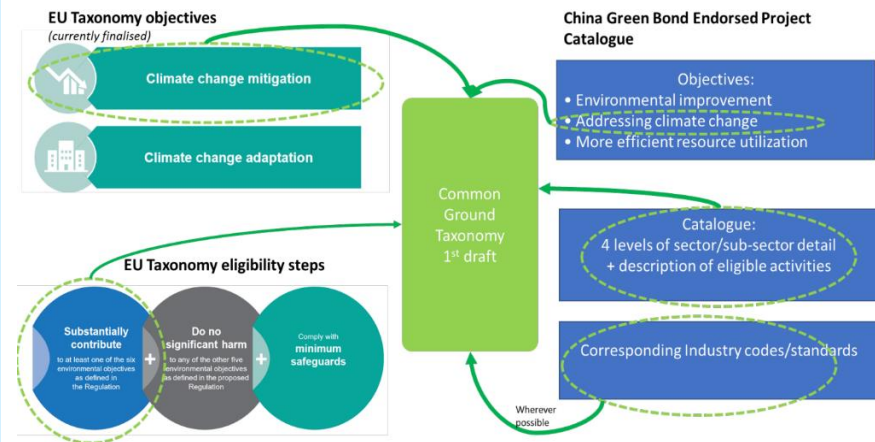 EU Taxonomy objectives
(currently finalised)
Climate change mitigation
Climate change adaptation
EU Taxonomy eligibility steps
Substantially
contribute
to at least one of the six
environmental objectives
as defined in
the Regulation
+
Do no
significant harm
to any of the other five
environmental objectives
as defined in the proposed
Regulation
+
Comply with
minimum
safeguards
Common
Ground
Taxonomy
1st draft
China Green Bond Endorsed Project
Catalogue
Objectives:
• Environmental improvement
• Addressing climate change
• More efficient resource utilization
Catalogue:
4 levels of sector/sub-sector detail
+ description of eligible activities
Corresponding Industry codes/standards
Wherever
possible